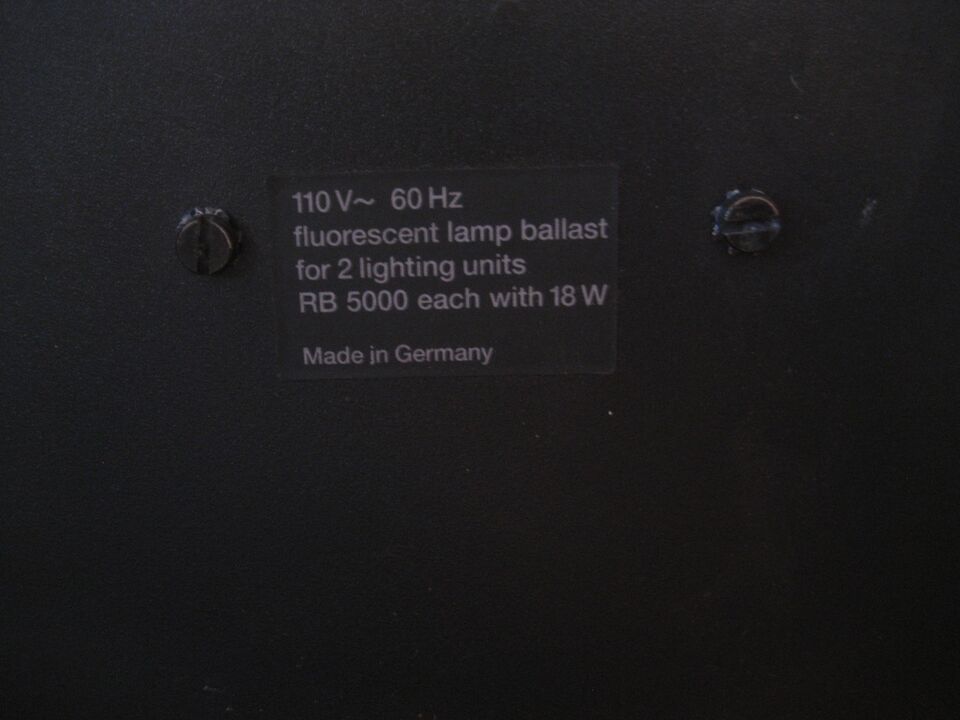 110 V~ 60 Hz
fluorescent lamp ballast
for 2 lighting units
RB 5000 each with 18 W
Made in Germany